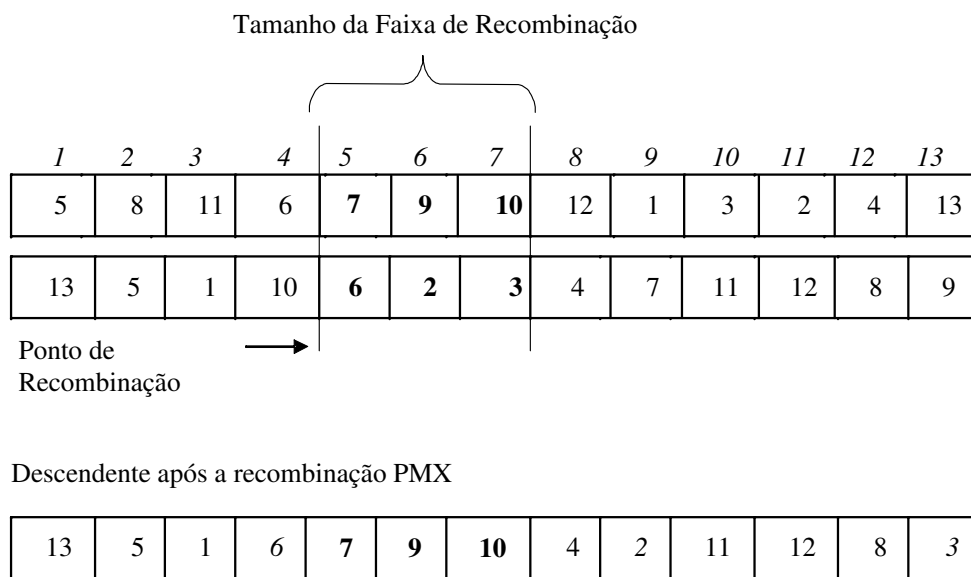 Tamanho da Faixa de Recombinação
1 2 3 4 5 6 7 8 9 10 11 12 13
5 8 11 6 7 9 10 12 1 3 2 4 13
13 5 1 10 6 2 3 4 7 11 12 8 9
Ponto de
Recombinação
Descendente após a recombinação PMX
13 5 1 6 7 9 10 4 2 11 12 8 3